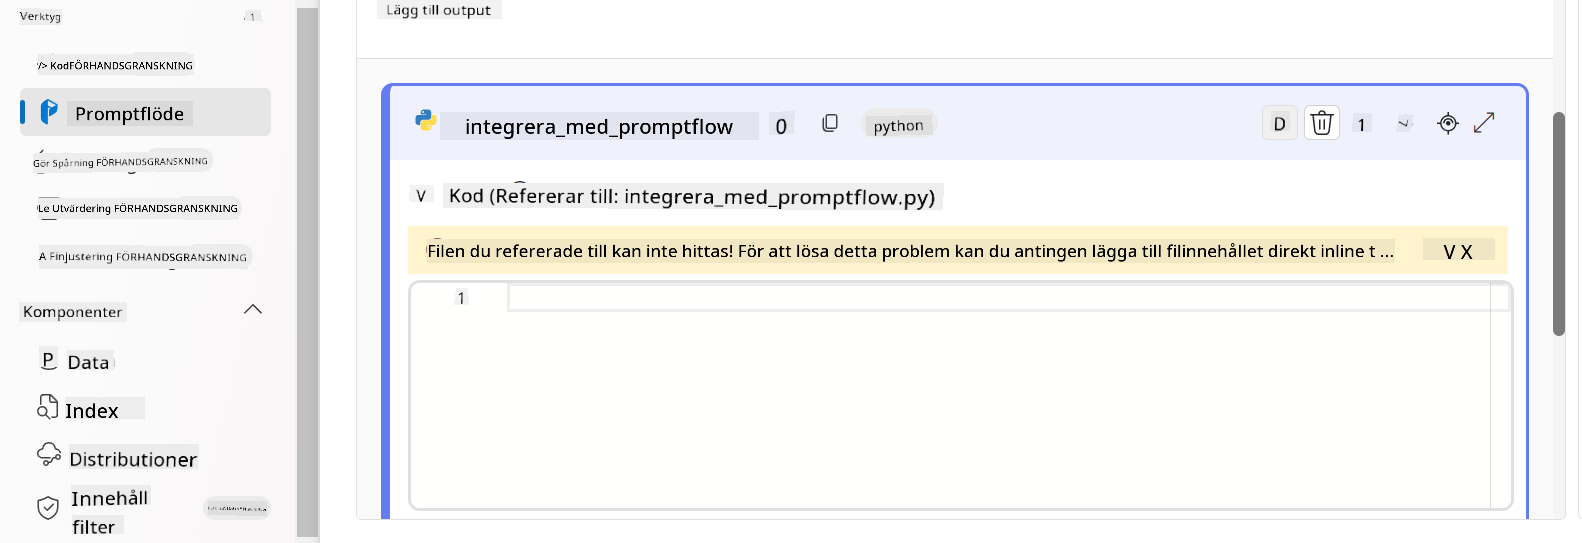 Verktyg
1
/> KodFÖRHANDSGRANSKNING
Promptflöde
Gör Spårning FÖRHANDSGRANSKNING
Le Utvärdering FÖRHANDSGRANSKNING
A Finjustering FÖRHANDSGRANSKNING
Komponenter
P Data
Index
Distributioner
Innehåll
filter
Lägg till output
integrera_med_promptflow 0 python D 1
V Kod (Refererar till: integrera_med_promptflow.py)
Filen du refererade till kan inte hittas! För att lösa detta problem kan du antingen lägga till filinnehållet direkt inline t ... V X
1